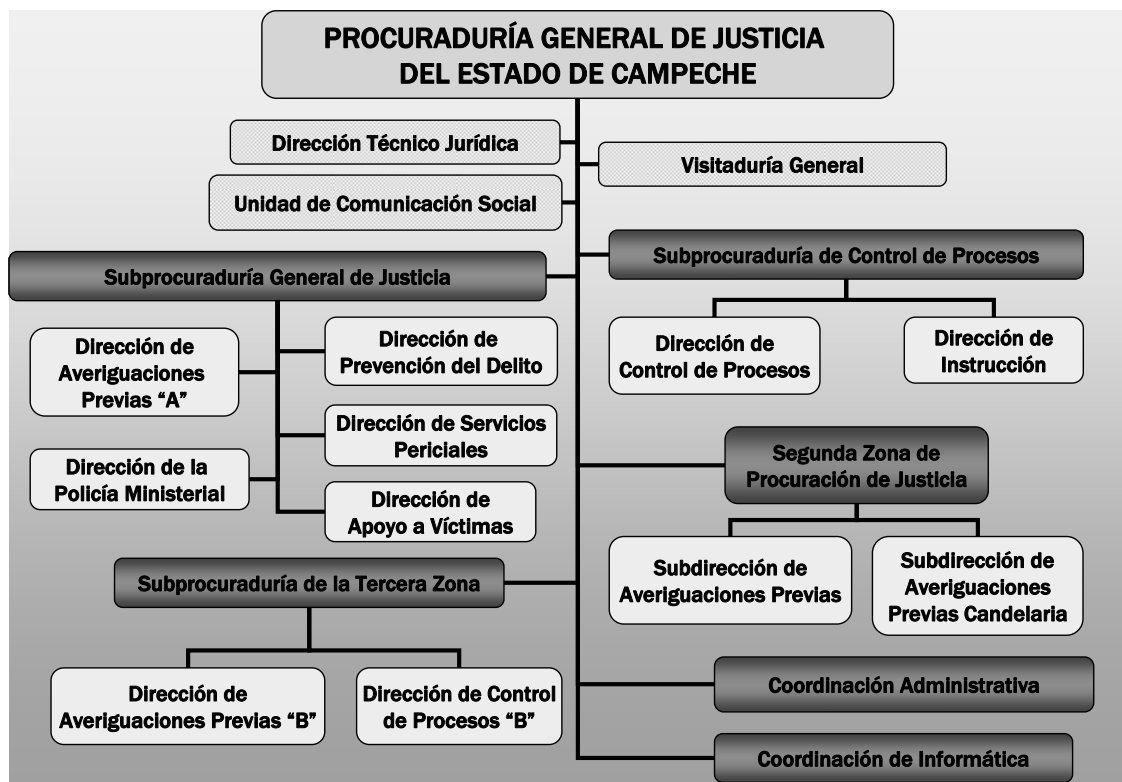 PROCURADURÍA GENERAL DE JUSTICIA
DEL ESTADO DE CAMPECHE
Dirección Técnico Jurídica
Visitaduría General
Unidad de Comunicación Social
Subprocuraduría de Control de Procesos
Subprocuraduría General de Justicia
Dirección de
Control de Procesos
Dirección de
Instrucción
Dirección de
Averiguaciones
Previas “A”
Dirección de
Prevención del Delito
Dirección de Servicios
Periciales
Dirección de la
Policía Ministerial
Dirección de
Apoyo a Víctimas
Segunda Zona de
Procuración de Justicia
Subdirección de
Averiguaciones Previas
Subdirección de
Averiguaciones
Previas Candelaria
Subprocuraduría de la Tercera Zona
Dirección de
Averiguaciones Previas “B”
Dirección de Control
de Procesos “B”
Coordinación Administrativa
Coordinación de Informática